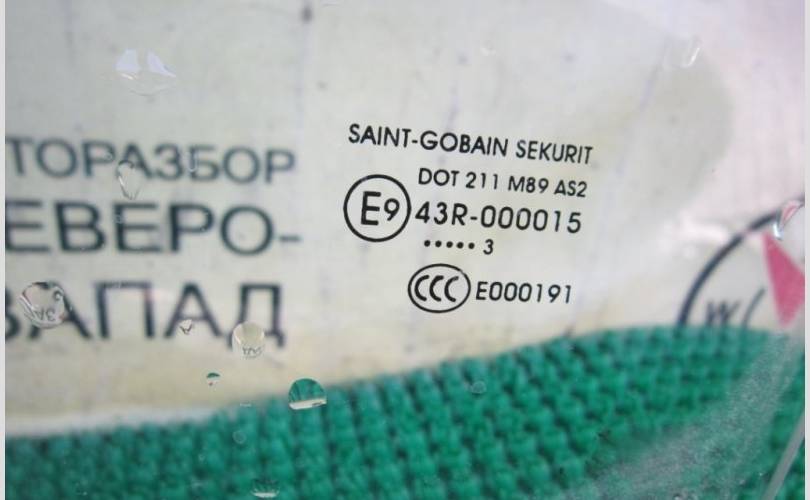 ТОРАЗБОР
ЕВЕРО-
ЗАПАД
SAINT-GOBAIN SEKURIT
DOT 211 M89 AS2
E9 43R-000015
••••• 3
CCC E000191